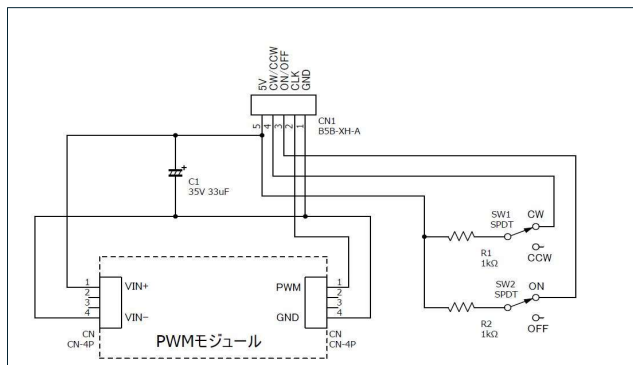 5V
CW/CCW
ON/OFF
CLK
GND
5
4
3
2
1
CN1
B5B-XH-A
C1
35V 33uF
+
SW1
SPDT
CW
CCW
R1
1kΩ
SW2
SPDT
ON
OFF
R2
1kΩ
1
2
3
4
VIN+
VIN-
PWM
GND
1
2
3
4
CN
CN-4P
PWMモジュール
CN
CN-4P